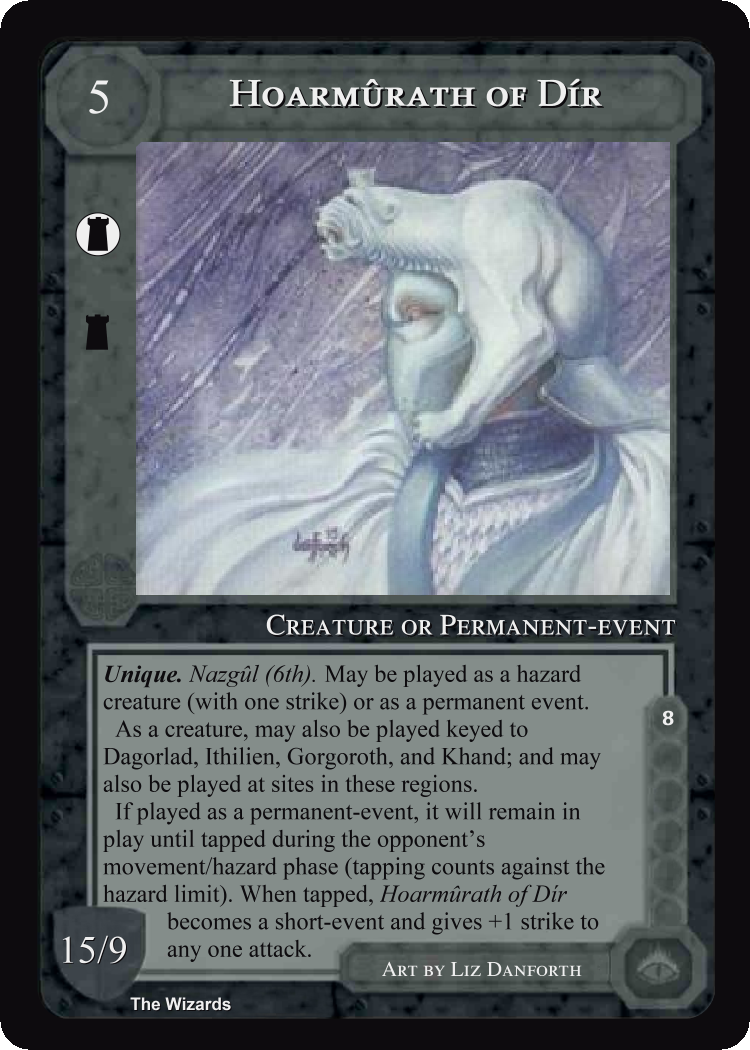 5
Hoarmûrath of Dír
Creature or Permanent-event
Unique. Nazgûl (6th). May be played as a hazard
creature (with one strike) or as a permanent event.
As a creature, may also be played keyed to
Dagorlad, Ithilien, Gorgoroth, and Khand; and may
also be played at sites in these regions.
If played as a permanent-event, it will remain in
play until tapped during the opponent's
movement/hazard phase (tapping counts against the
hazard limit). When tapped, Hoarmûrath of Dír
becomes a short-event and gives +1 strike to
any one attack.
8
15/9
Art by Liz Danforth
The Wizards